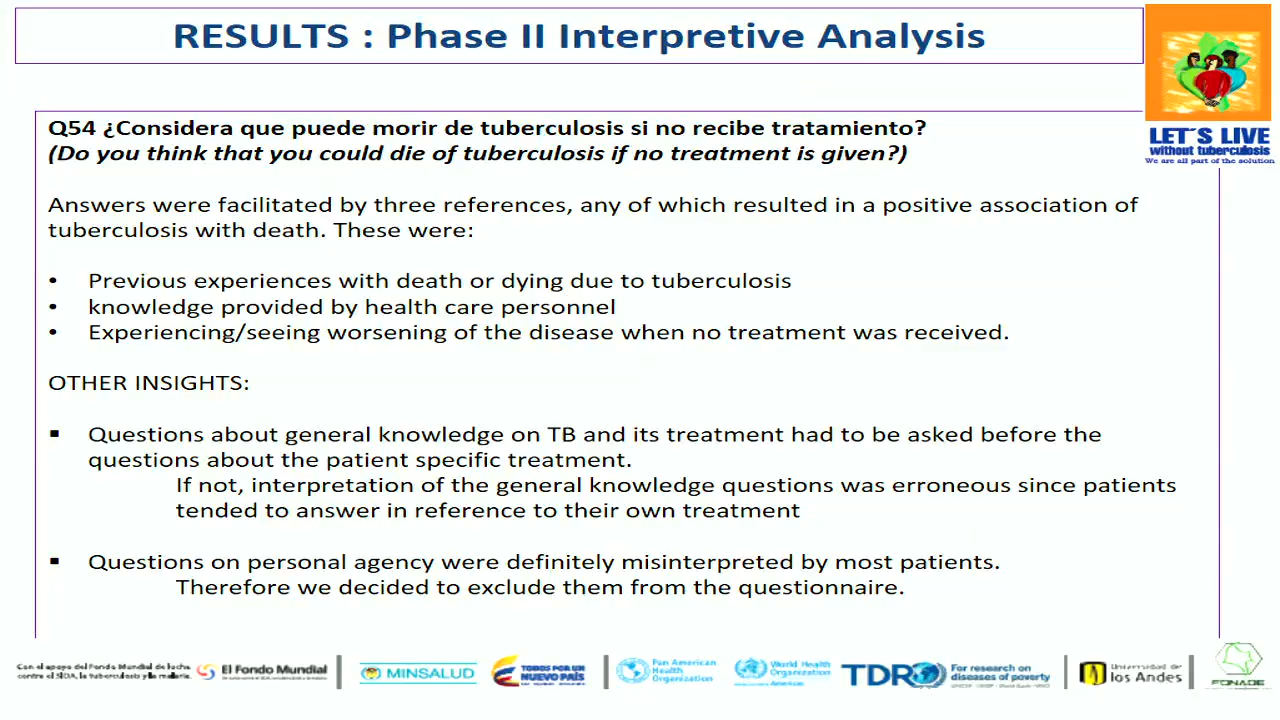 RESULTS : Phase II Interpretive Analysis
LET´S LIVE
without tuberculosis
We are all part of the solution
Q54 ¿Considera que puede morir de tuberculosis si no recibe tratamiento?
(Do you think that you could die of tuberculosis if no treatment is given?)
Answers were facilitated by three references, any of which resulted in a positive association of
tuberculosis with death. These were:
• Previous experiences with death or dying due to tuberculosis
• knowledge provided by health care personnel
• Experiencing/seeing worsening of the disease when no treatment was received.
OTHER INSIGHTS:
▪ Questions about general knowledge on TB and its treatment had to be asked before the
questions about the patient specific treatment.
If not, interpretation of the general knowledge questions was erroneous since patients
tended to answer in reference to their own treatment
▪ Questions on personal agency were definitely misinterpreted by most patients.
Therefore we decided to exclude them from the questionnaire.
Con el apoyo del Fondo Mundial de lucha
contra el SIDA, la tuberculosis y la malaria.
El Fondo Mundial
MINSALUD
TODOS POR UN
NUEVO PAÍS
Pan American
Health
Organization
World Health
Organization
Americas
TDR
For research on
diseases of poverty
Universidad de
los Andes
FONADE